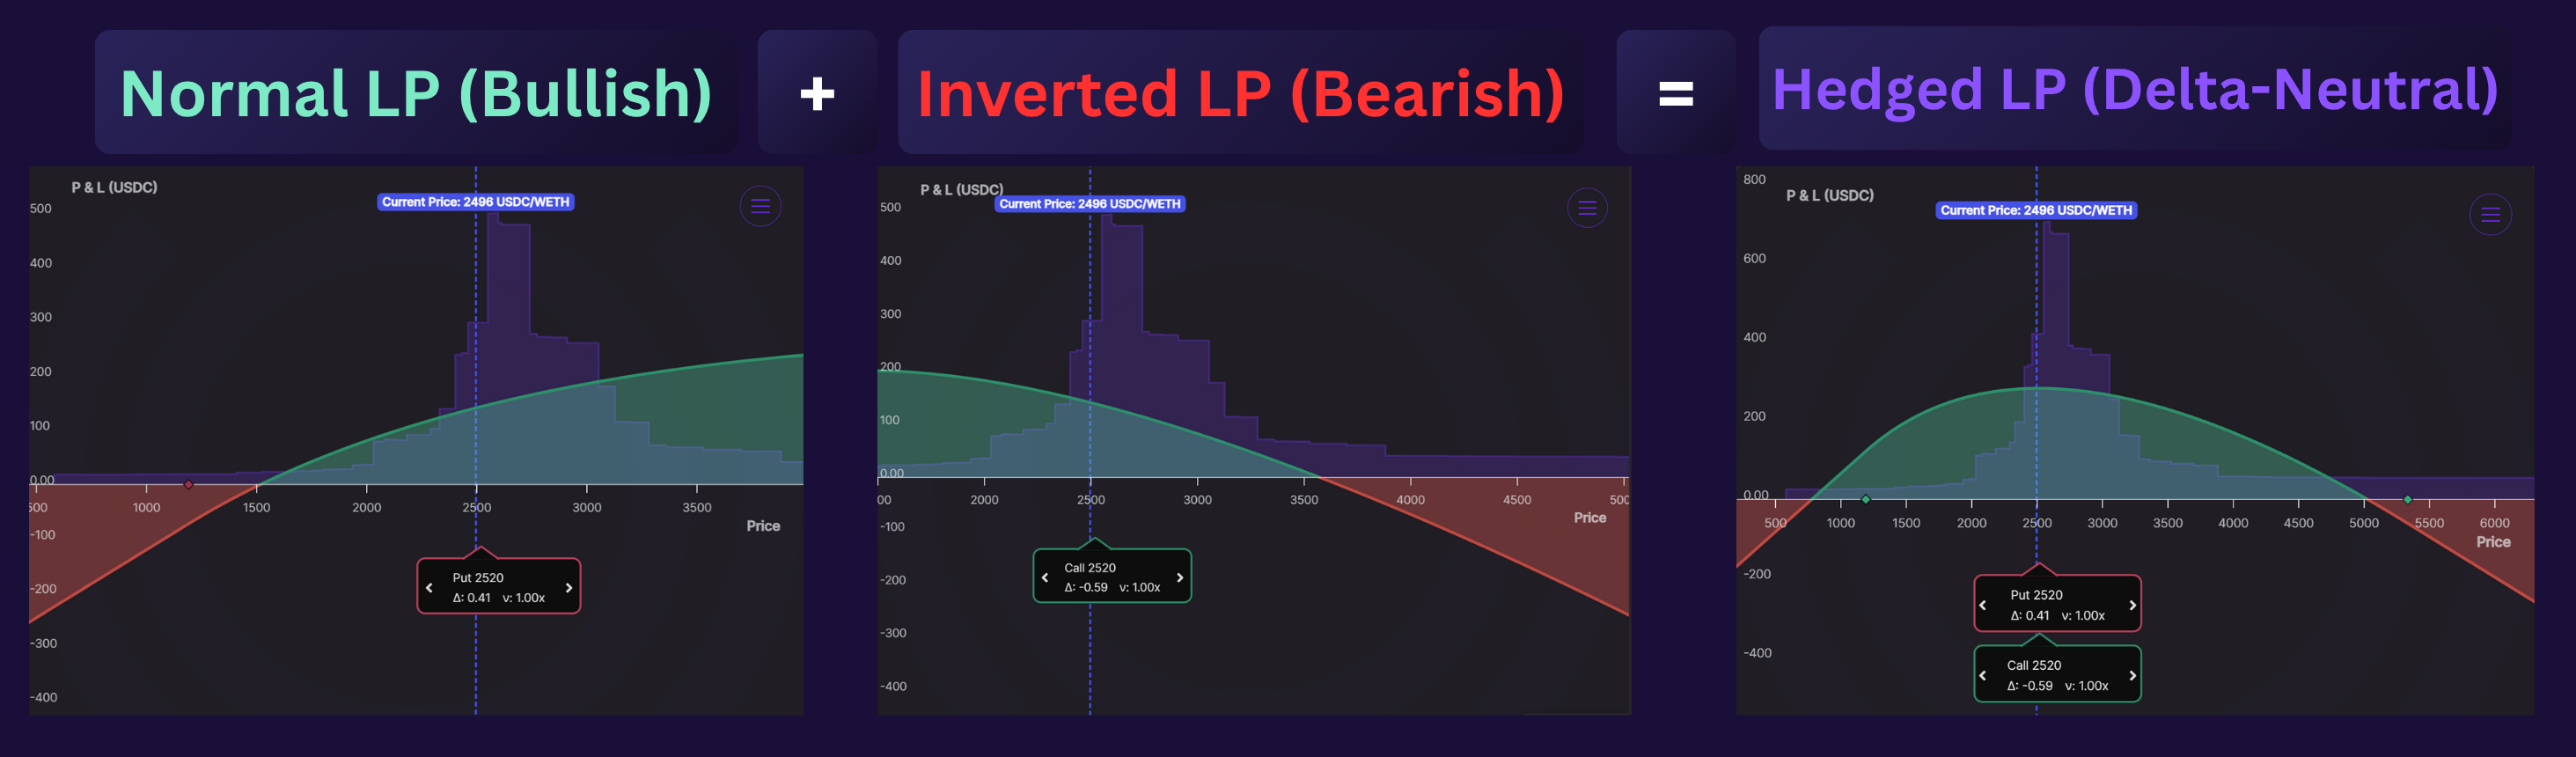 Normal LP (Bullish)
+
Inverted LP (Bearish)
=
Hedged LP (Delta-Neutral)
P & L (USDC)
Current Price: 2496 USDC/WETH
500
400
300
200
100
0.00
-100
-200
-300
-400
500 1000 1500 2000 2500 3000 3500
Price
Put 2520
Δ: 0.41 ν: 1.00x
P & L (USDC)
Current Price: 2496 USDC/WETH
500
400
300
200
100
0.00
-100
-200
-300
-400
00 2000 2500 3000 3500 4000 4500 500
Price
Call 2520
Δ: -0.59 ν: 1.00x
800
P & L (USDC)
Current Price: 2496 USDC/WETH
600
400
200
0.00
-200
-400
500 1000 1500 2000 2500 3000 3500 4000 4500 5000 5500 6000
Price
Put 2520
Δ: 0.41 ν: 1.00x
Call 2520
Δ: -0.59 ν: 1.00x